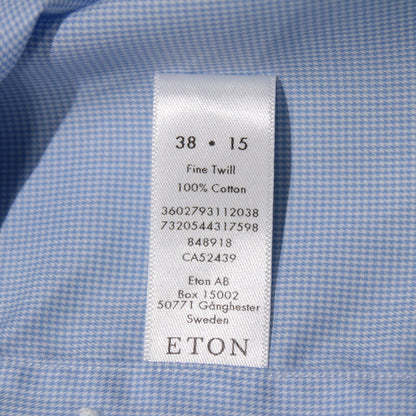 38 • 15
Fine Twill
100% Cotton
3602793112038
7320544317598
848918
CA52439
Eton AB
Box 15002
50771 Gånghester
Sweden
ETON